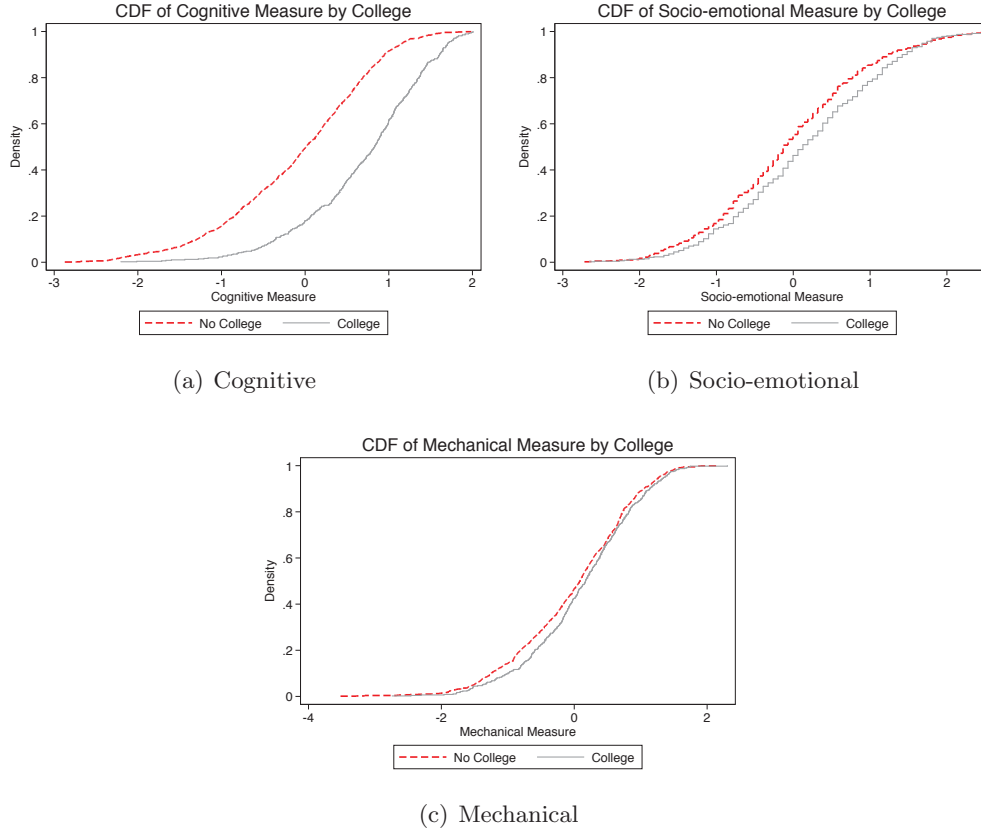 CDF of Cognitive Measure by College
1
.8
.6
.4
.2
0
Density
-3 -2 -1 0 1 2
Cognitive Measure
No College College
(a) Cognitive
CDF of Socio-emotional Measure by College
1
.8
.6
.4
.2
0
Density
-3 -2 -1 0 1 2
Socio-emotional Measure
No College College
(b) Socio-emotional
CDF of Mechanical Measure by College
1
.8
.6
.4
.2
0
Density
-4 -2 0 2
Mechanical Measure
No College College
(c) Mechanical